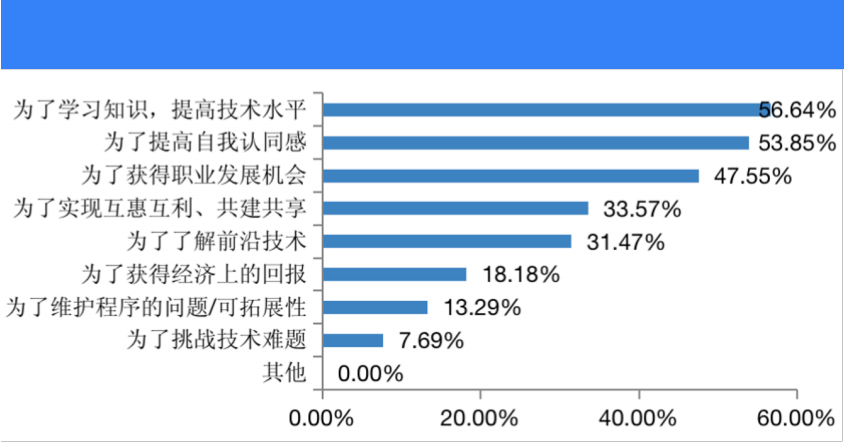 为了学习知识，提高技术水平 56.64%
为了提高自我认同感 53.85%
为了获得职业发展机会 47.55%
为了实现互惠互利、共建共享 33.57%
为了了解前沿技术 31.47%
为了获得经济上的回报 18.18%
为了维护程序的问题/可拓展性 13.29%
为了挑战技术难题 7.69%
其他 0.00%
0.00% 20.00% 40.00% 60.00%